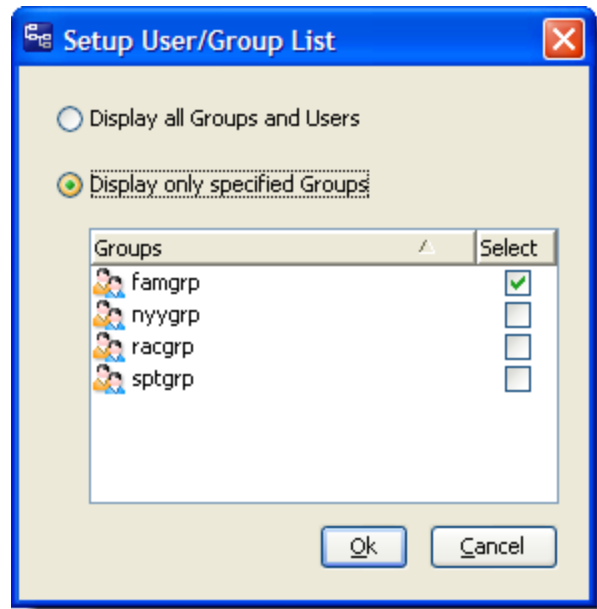 Setup User/Group List
Display all Groups and Users
Display only specified Groups
Groups Select
famgrp
nyygrp
racgrp
sptgrp
Ok Cancel